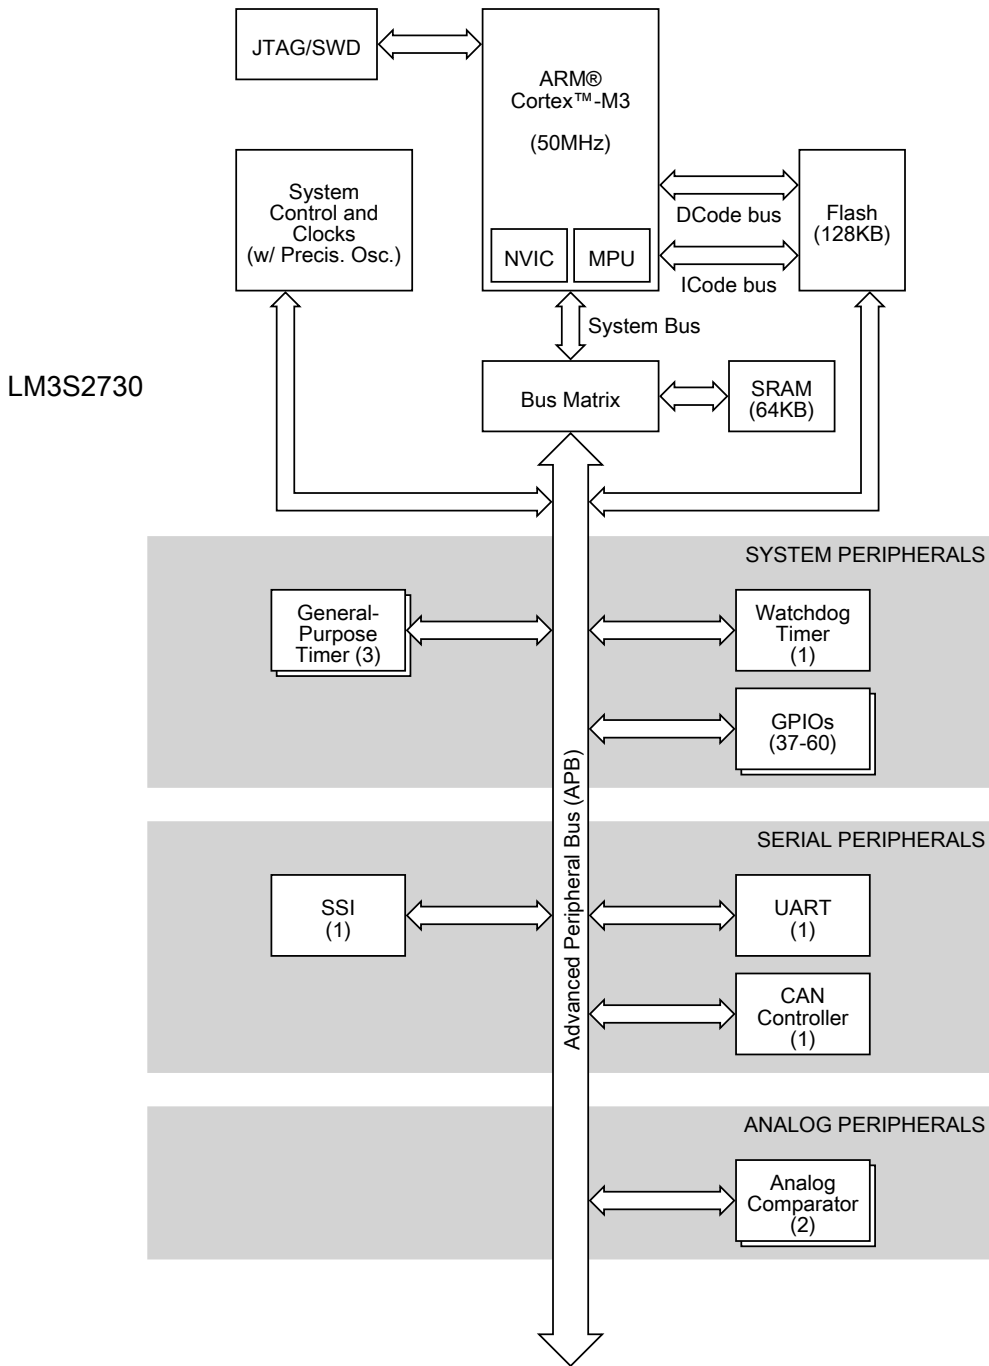 JTAG/SWD
ARM®
Cortex™-M3
(50MHz)
NVIC
MPU
System
Control and
Clocks
(w/ Precis. Osc.)
DCode bus
ICode bus
Flash
(128KB)
System Bus
LM3S2730
Bus Matrix
SRAM
(64KB)
SYSTEM PERIPHERALS
General-
Purpose
Timer (3)
Watchdog
Timer
(1)
GPIOs
(37-60)
Advanced Peripheral Bus (APB)
SERIAL PERIPHERALS
SSI
(1)
UART
(1)
CAN
Controller
(1)
ANALOG PERIPHERALS
Analog
Comparator
(2)